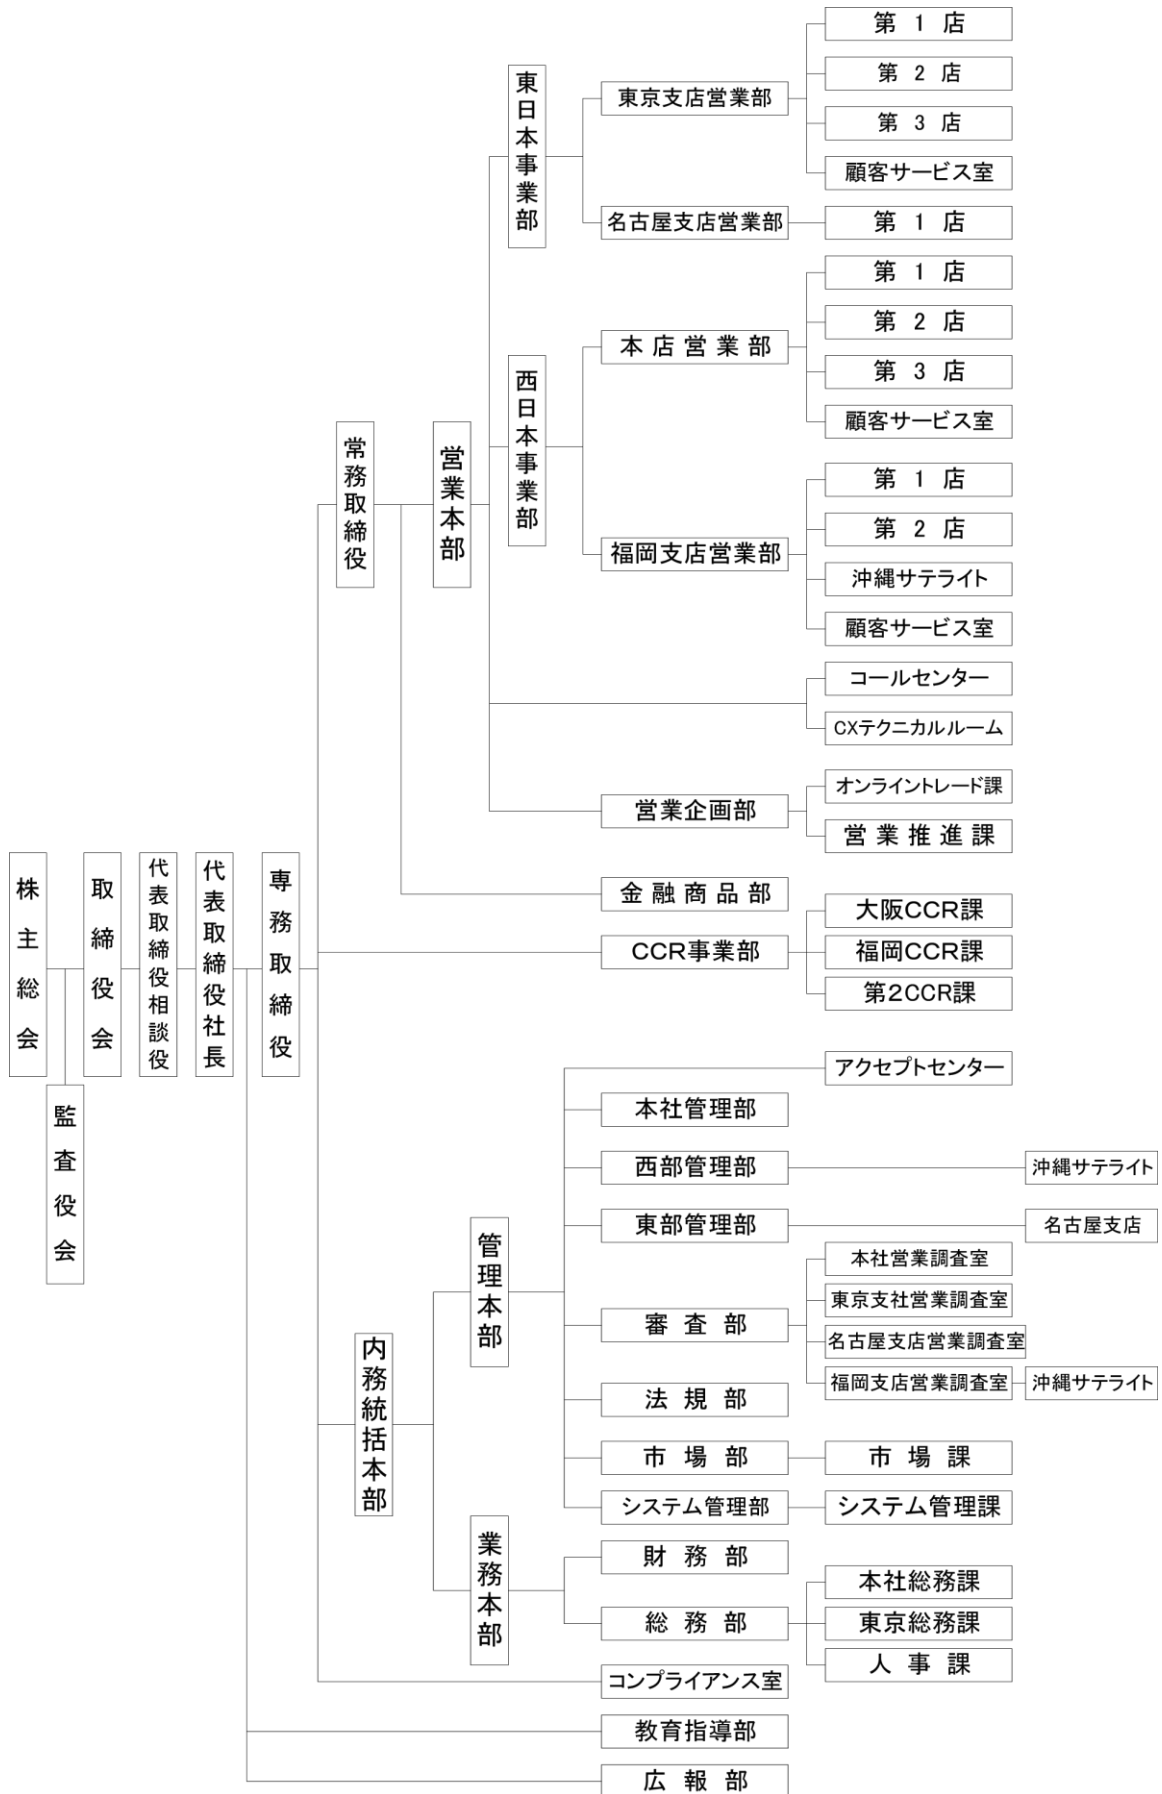 株主総会
監査役会
取締役会
代表取締役相談役
代表取締役社長
専務取締役
常務取締役
営業本部
東日本事業部
東京支店営業部
第 1 店
第 2 店
第 3 店
顧客サービス室
名古屋支店営業部
第 1 店
西日本事業部
本店営業部
第 1 店
第 2 店
第 3 店
顧客サービス室
福岡支店営業部
第 1 店
第 2 店
沖縄サテライト
顧客サービス室
コールセンター
CXテクニカルルーム
営業企画部
オンライントレード課
営業推進課
金融商品部
CCR事業部
大阪CCR課
福岡CCR課
第2CCR課
内務統括本部
管理本部
アクセプトセンター
本社管理部
西部管理部
沖縄サテライト
東部管理部
名古屋支店
審査部
本社営業調査室
東京支社営業調査室
名古屋支店営業調査室
福岡支店営業調査室
沖縄サテライト
法規部
市場部
市場課
システム管理部
システム管理課
業務本部
財務部
総務部
本社総務課
東京総務課
人事課
コンプライアンス室
教育指導部
広報部